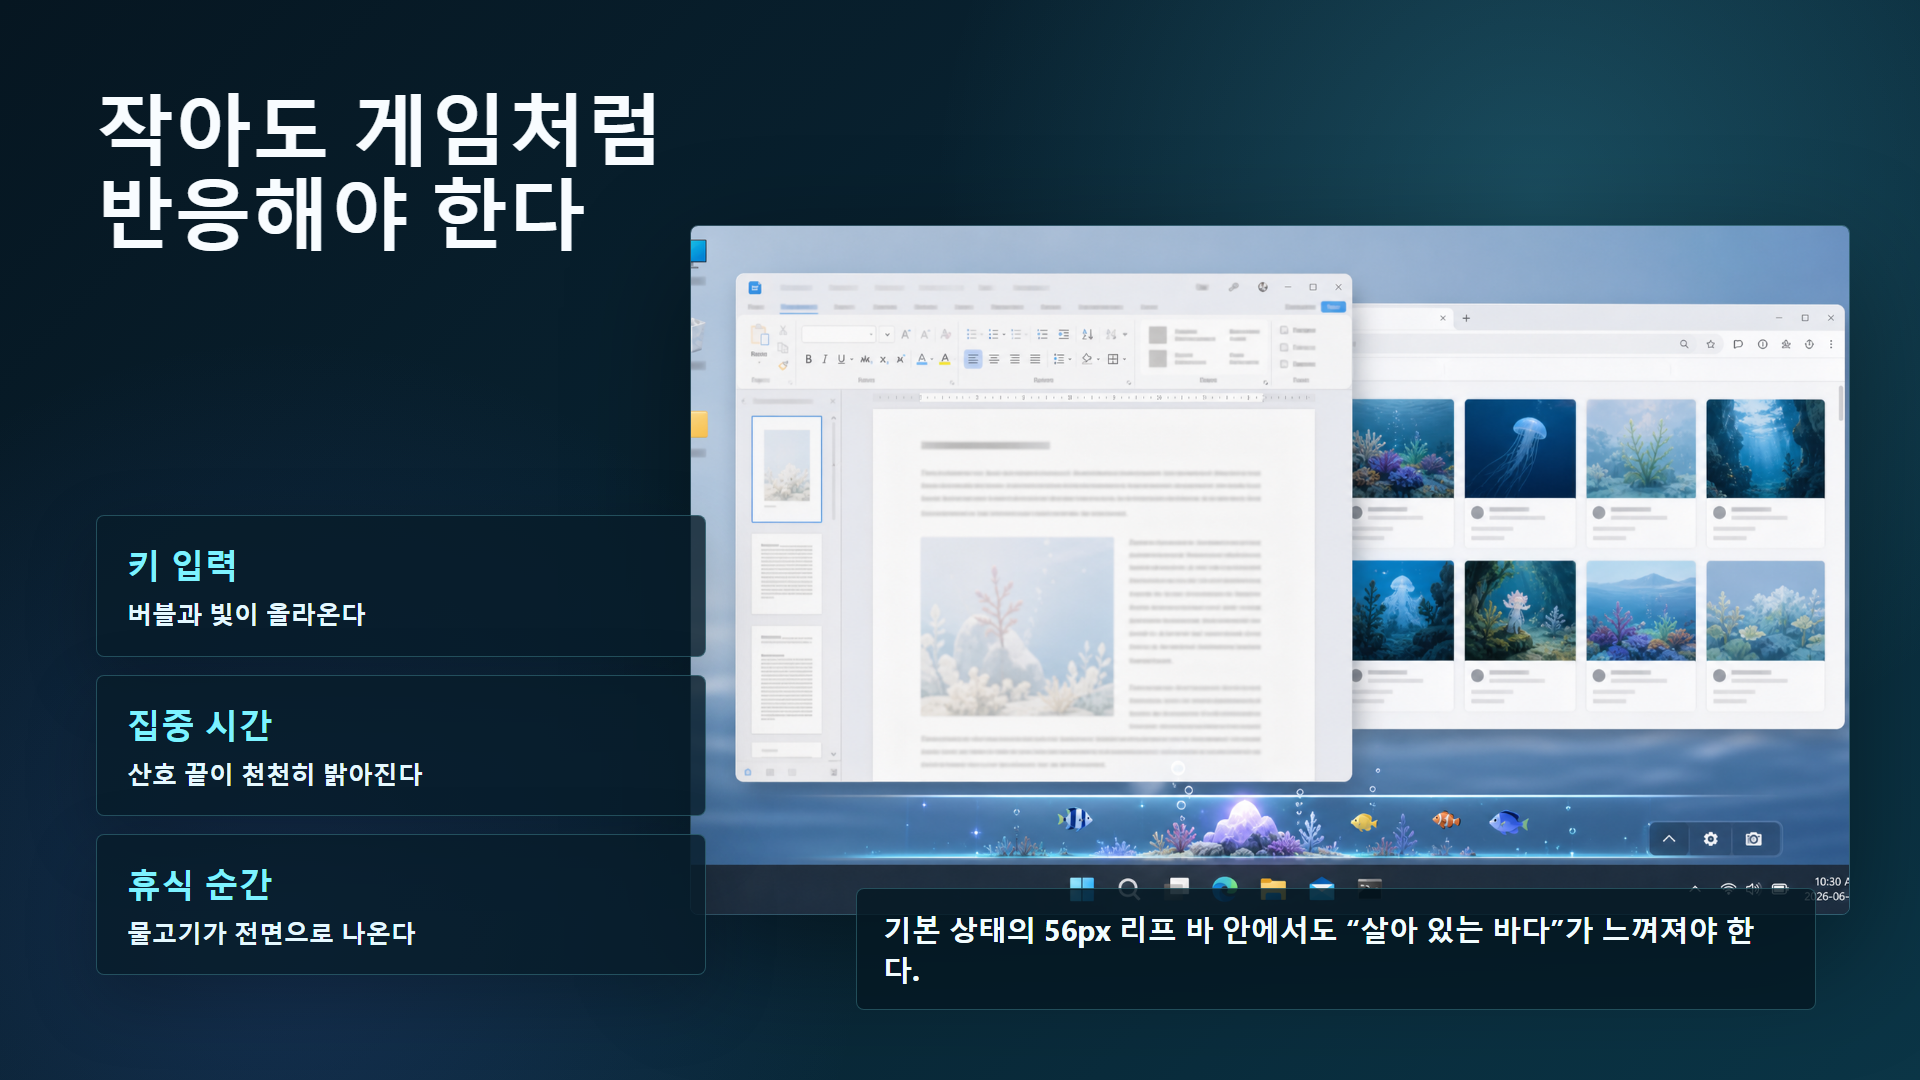 작아도 게임처럼
반응해야 한다
키 입력
버블과 빛이 올라온다
집중 시간
산호 끝이 천천히 밝아진다
휴식 순간
물고기가 전면으로 나온다
10:30
기본 상태의 56px 리프 바 안에서도 “살아 있는 바다”가 느껴져야 한
다.